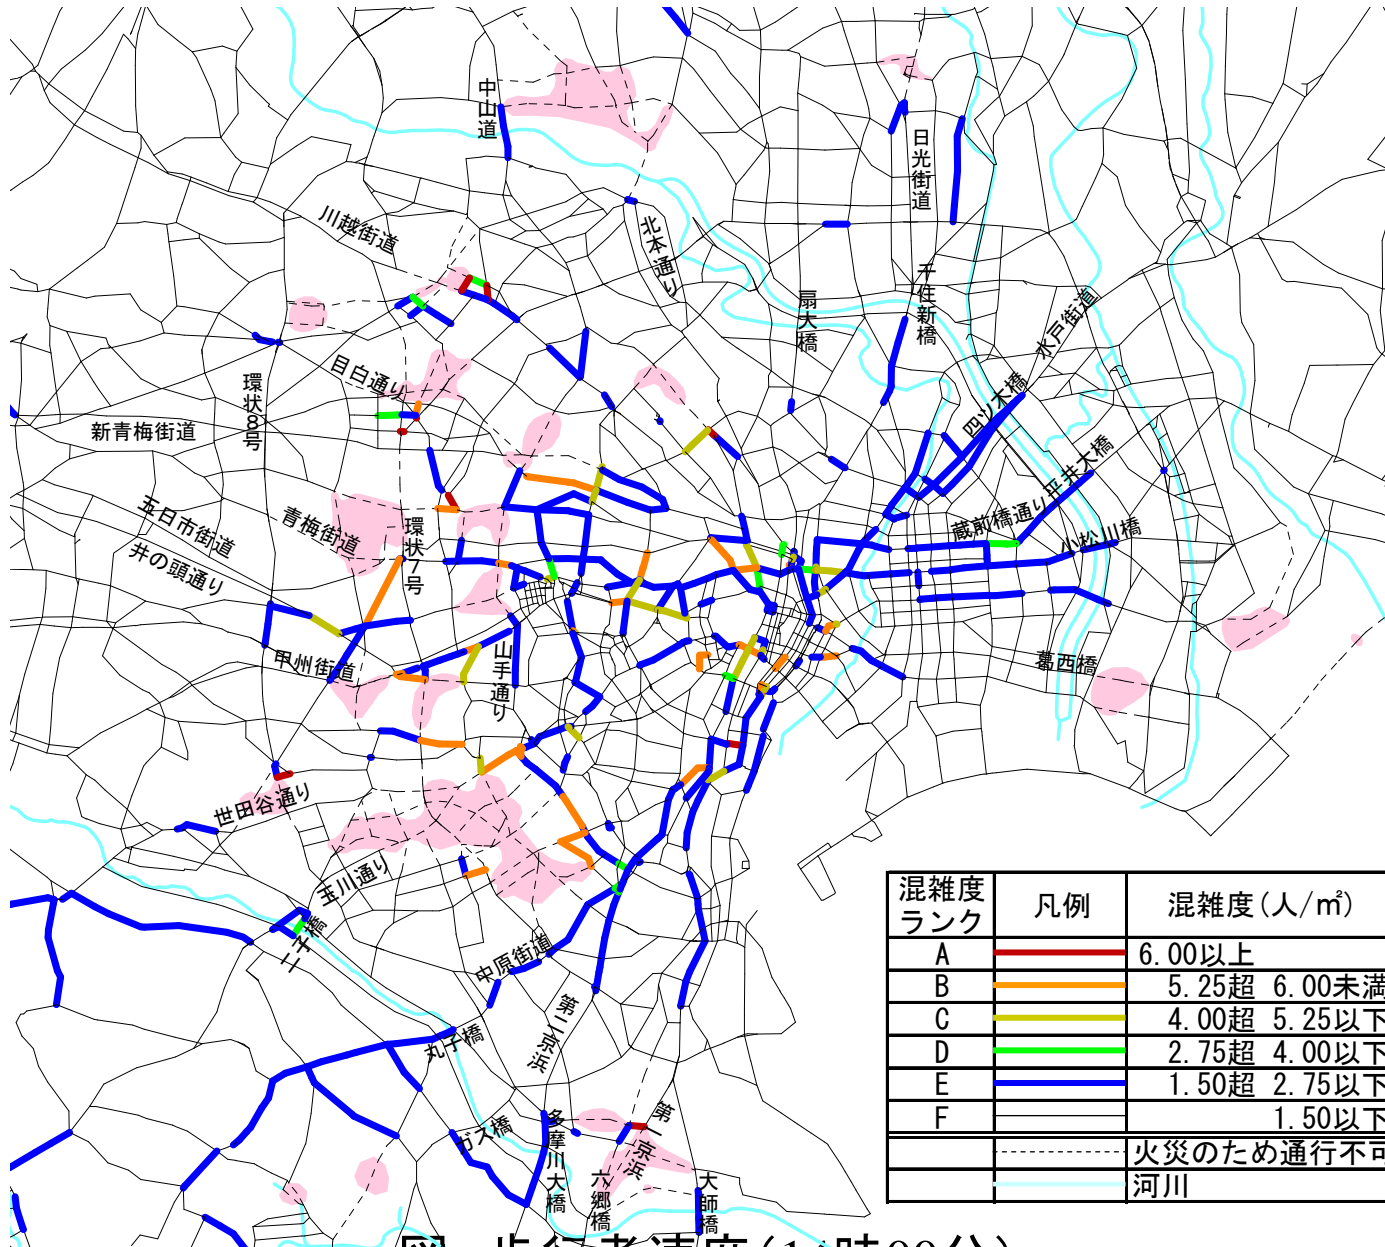 中山道
日光街道
川越街道
北本通り
扇大橋
千住新橋
水戸街道
目白通り
環状8号
四ツ木橋
新青梅街道
平井大橋
五日市街道
青梅街道
環状7号
蔵前橋通り
小松川橋
井の頭通り
甲州街道
山手通り
葛西橋
世田谷通り
玉川通り
二子橋
中原街道
第二京浜
丸子橋
ガス橋
多摩川大橋
第一京浜
六郷橋
大師橋
混雑度ランク 凡例 混雑度(人/㎡)
A 6.00以上
B 5.25超 6.00未満
C 4.00超 5.25以下
D 2.75超 4.00以下
E 1.50超 2.75以下
F 1.50以下
火災のため通行不可
河川